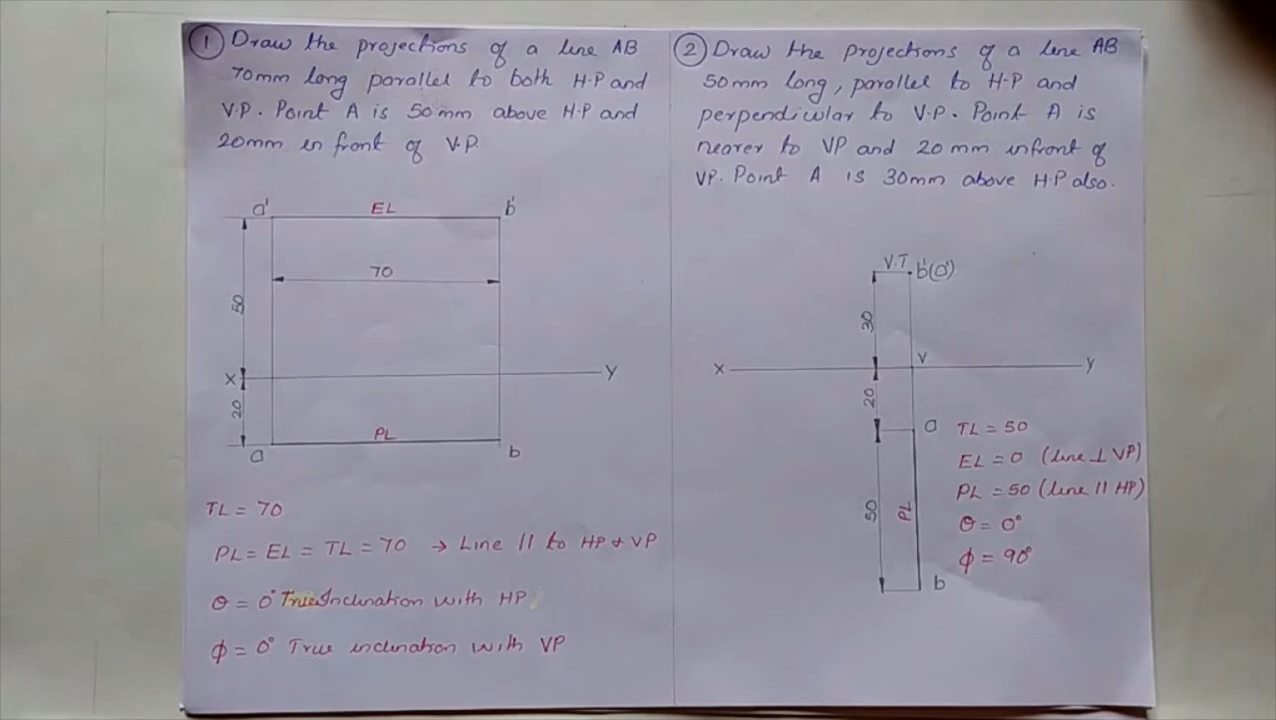 1 Draw the projections of a line AB
70mm long parallel to both H.P and
V.P. Point A is 50mm above H.P and
20mm in front of V.P.
a' EL b'
70
50
X Y
20
PL
a b
TL = 70
PL = EL = TL = 70 → Line // to HP & VP
θ = 0° True Inclination with HP
ϕ = 0° True inclination with VP
2 Draw the projections of a line AB
50mm long, parallel to H.P and
perpendicular to V.P. Point A is
nearer to VP and 20mm infront of
VP. Point A is 30mm above H.P also.
V.T b'(a')
30
X V Y
20
a TL = 50
EL = 0 (line ⊥ VP)
PL = 50 (line // HP)
50 PL
θ = 0°
ϕ = 90°
b